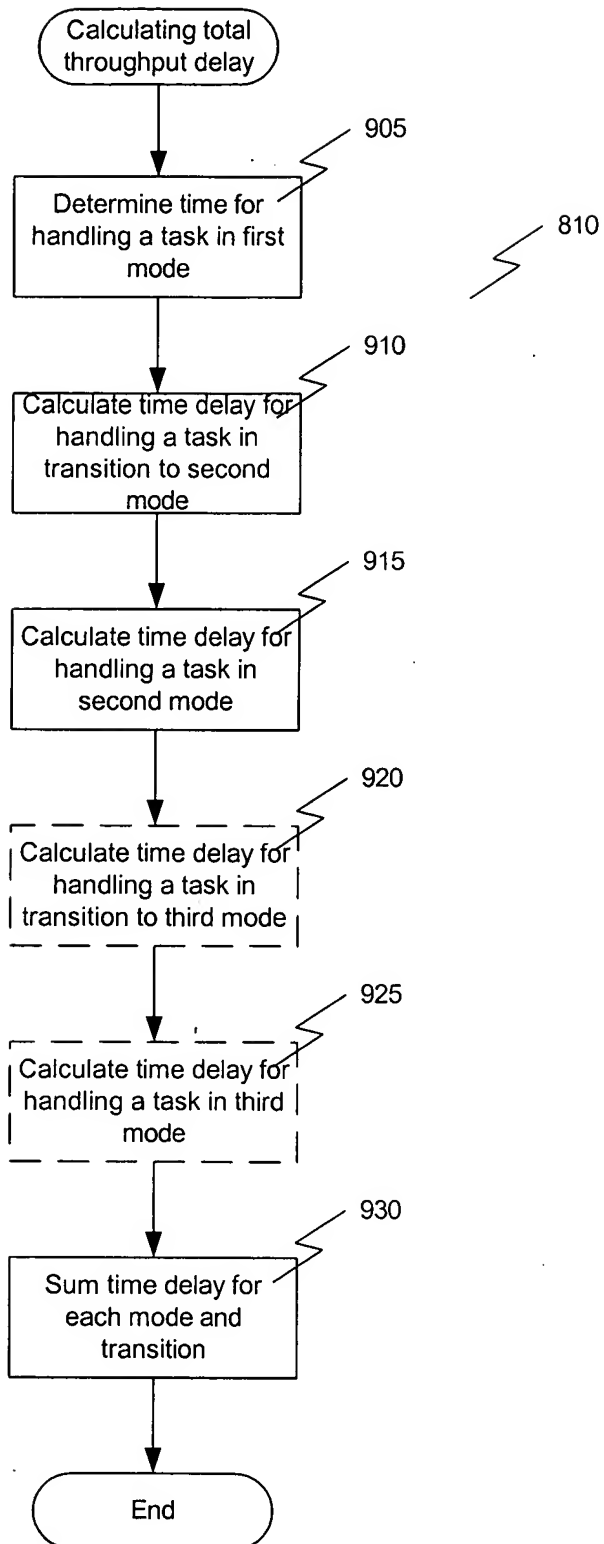 Calculating total
throughput delay
905
Determine time for
handling a task in first
mode
810
910
Calculate time delay for
handling a task in
transition to second
mode
915
Calculate time delay for
handling a task in
second mode
920
Calculate time delay for
handling a task in
transition to third mode
925
Calculate time delay for
handling a task in third
mode
930
Sum time delay for
each mode and
transition
End